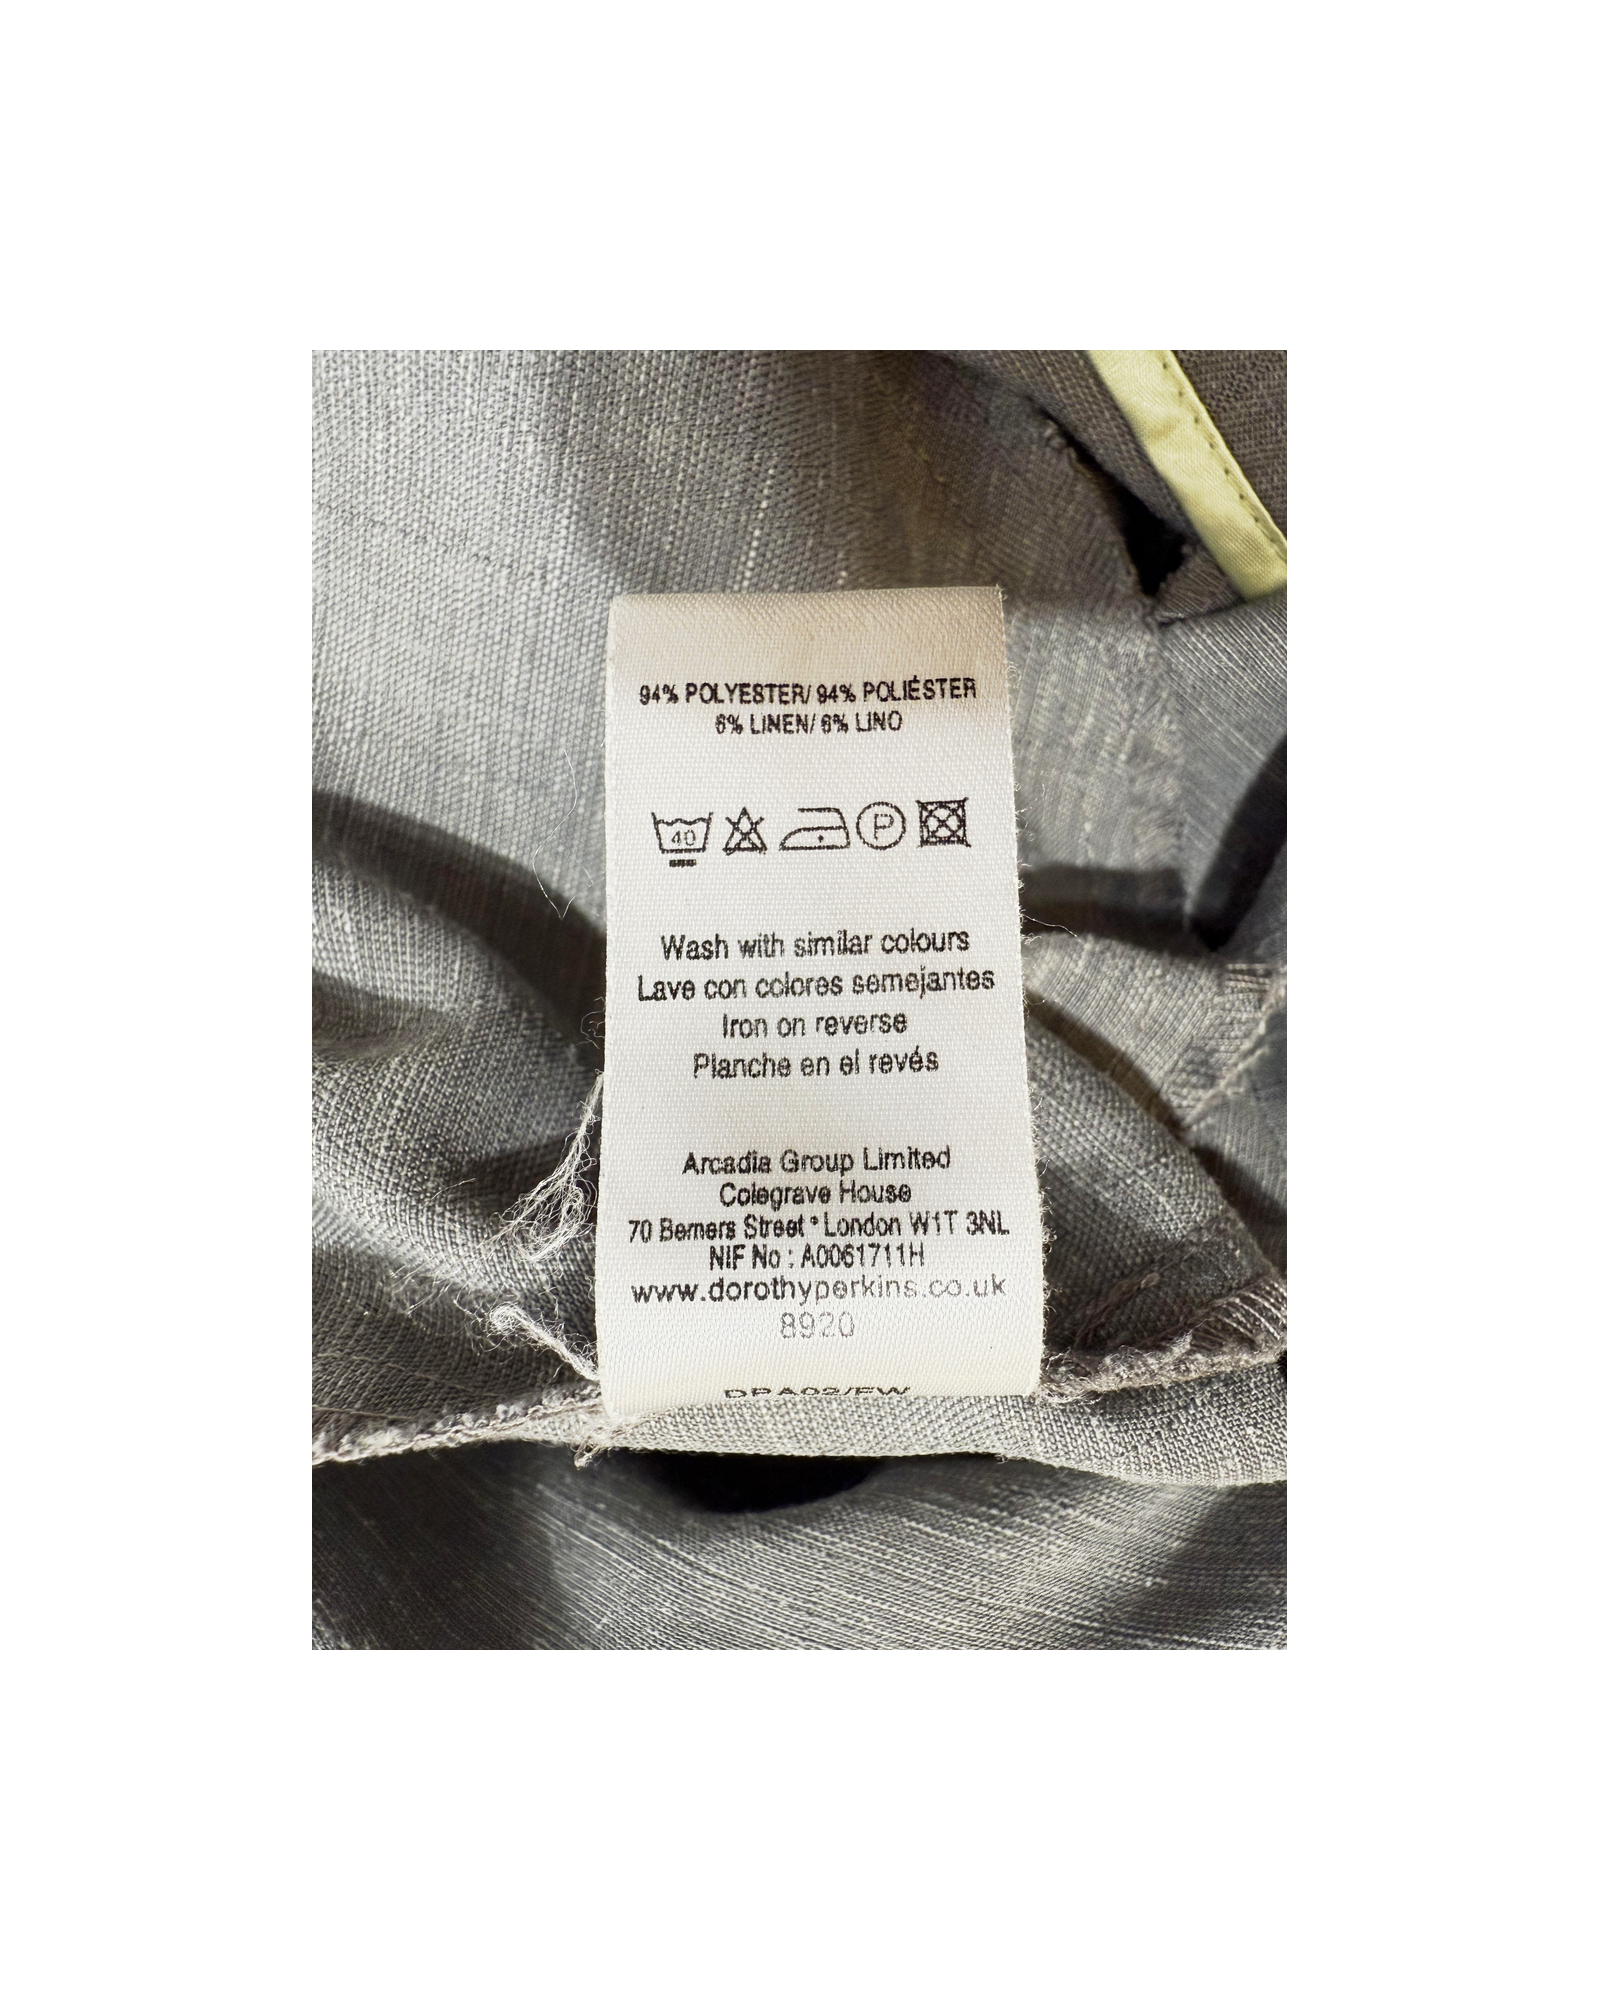 94% POLYESTER/ 94% POLIÉSTER
6% LINEN/ 6% LINO
40
P
Wash with similar colours
Lave con colores semejantes
Iron on reverse
Planche en el revés
Arcadia Group Limited
Colegrave House
70 Berners Street • London W1T 3NL
NIF No : A0061711H
www.dorothyperkins.co.uk
8920